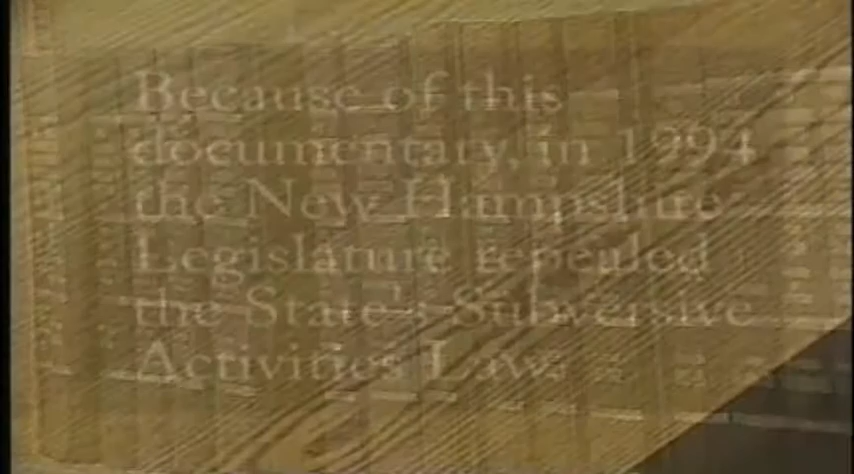 Because of this
documentary, in 1994
the New Hampshire
Legislature repealed
the State's Subversive
Activities Law.